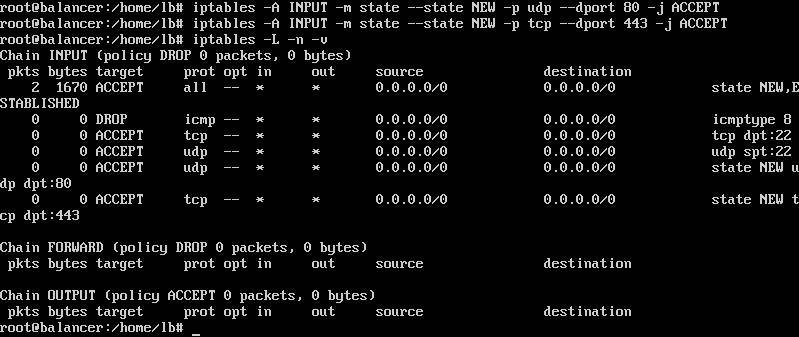 root@balancer:/home/lb# iptables -A INPUT -m state --state NEW -p udp --dport 80 -j ACCEPT
root@balancer:/home/lb# iptables -A INPUT -m state --state NEW -p tcp --dport 443 -j ACCEPT
root@balancer:/home/lb# iptables -L -n -v
Chain INPUT (policy DROP 0 packets, 0 bytes)
 pkts bytes target     prot opt in     out     source               destination
    2  1670 ACCEPT     all  --  *      *       0.0.0.0/0            0.0.0.0/0            state NEW,E
STABLISHED
    0     0 DROP       icmp --  *      *       0.0.0.0/0            0.0.0.0/0            icmptype 8
    0     0 ACCEPT     tcp  --  *      *       0.0.0.0/0            0.0.0.0/0            tcp dpt:22
    0     0 ACCEPT     udp  --  *      *       0.0.0.0/0            0.0.0.0/0            udp spt:22
    0     0 ACCEPT     udp  --  *      *       0.0.0.0/0            0.0.0.0/0            state NEW u
dp dpt:80
    0     0 ACCEPT     tcp  --  *      *       0.0.0.0/0            0.0.0.0/0            state NEW t
cp dpt:443
Chain FORWARD (policy DROP 0 packets, 0 bytes)
 pkts bytes target     prot opt in     out     source               destination
Chain OUTPUT (policy ACCEPT 0 packets, 0 bytes)
 pkts bytes target     prot opt in     out     source               destination
root@balancer:/home/lb# _